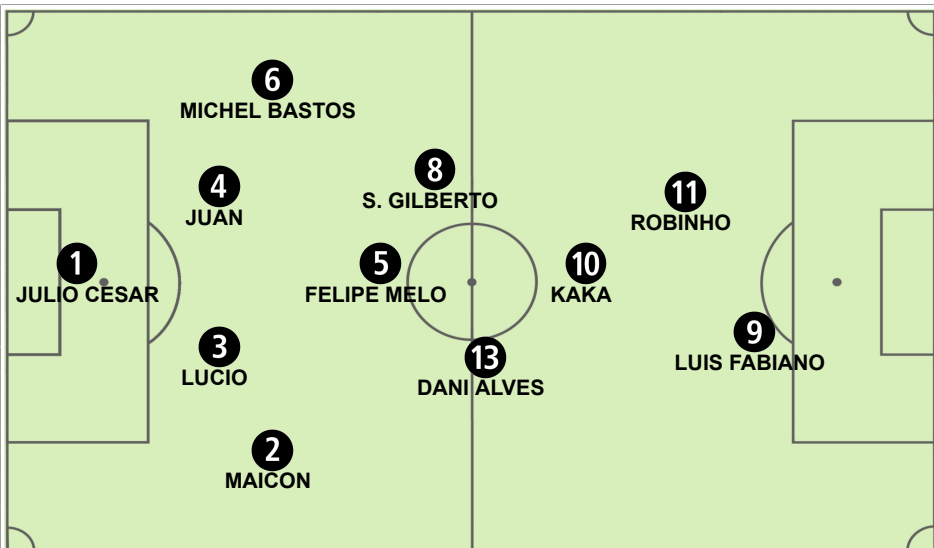 6
MICHEL BASTOS
4
JUAN
8
S. GILBERTO
11
ROBINHO
1
JULIO CESAR
5
FELIPE MELO
10
KAKA
3
LUCIO
13
DANI ALVES
9
LUIS FABIANO
2
MAICON